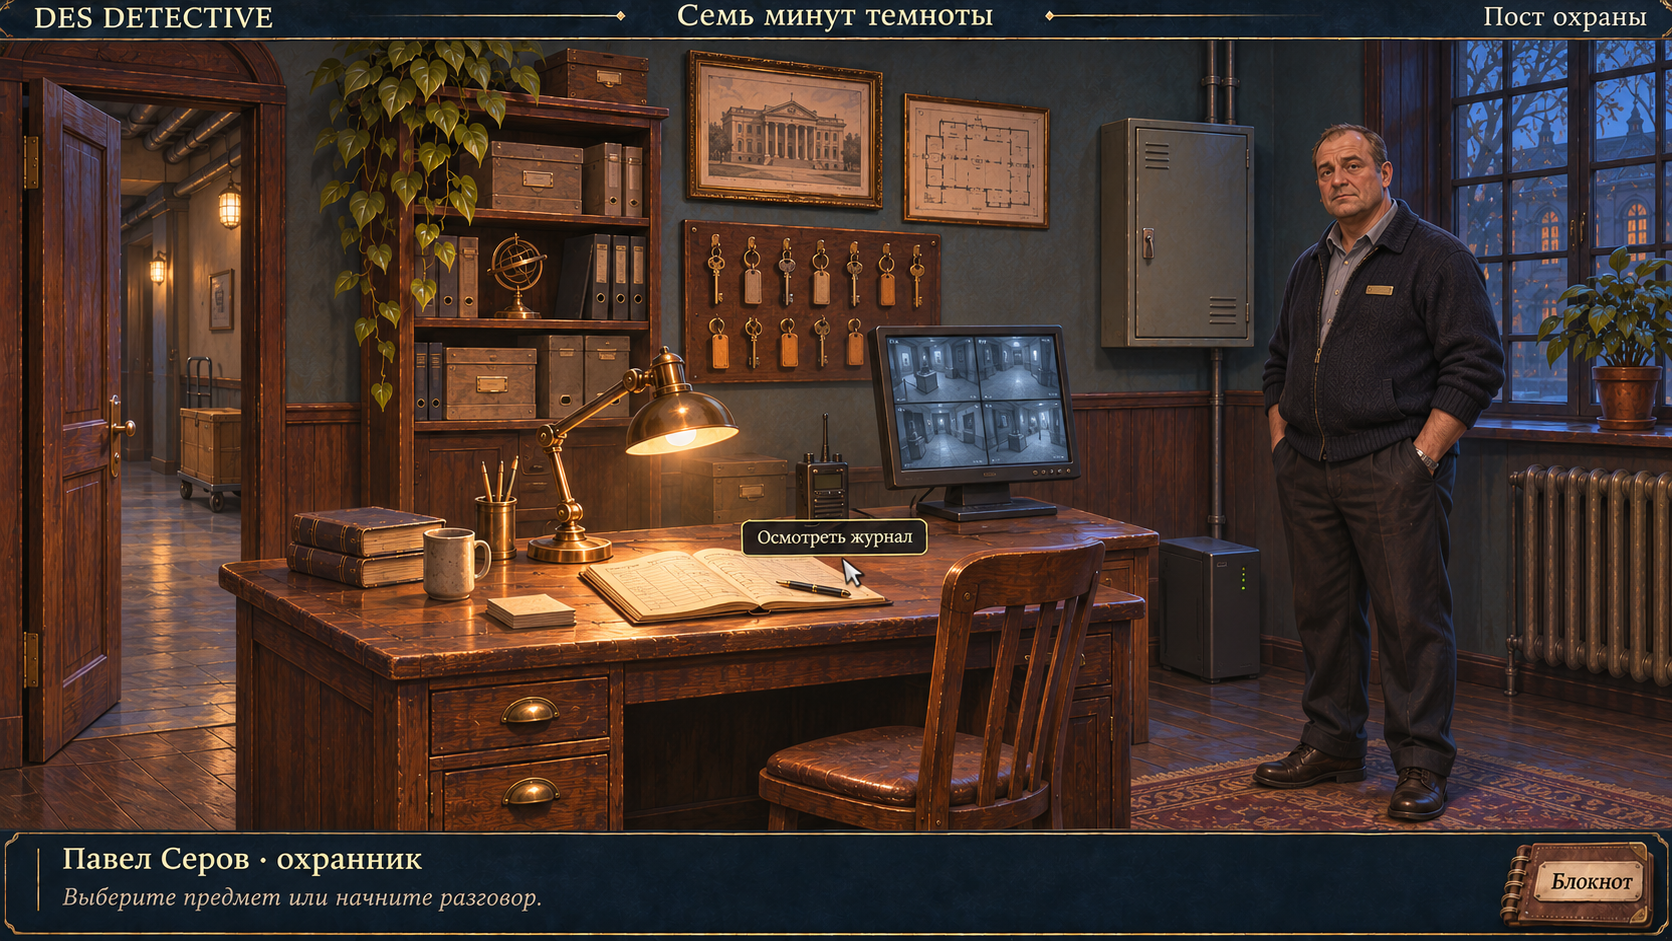 DES DETECTIVE
Семь минут темноты
Пост охраны
Осмотреть журнал
Павел Серов · охранник
Выберите предмет или начните разговор.
Блокнот